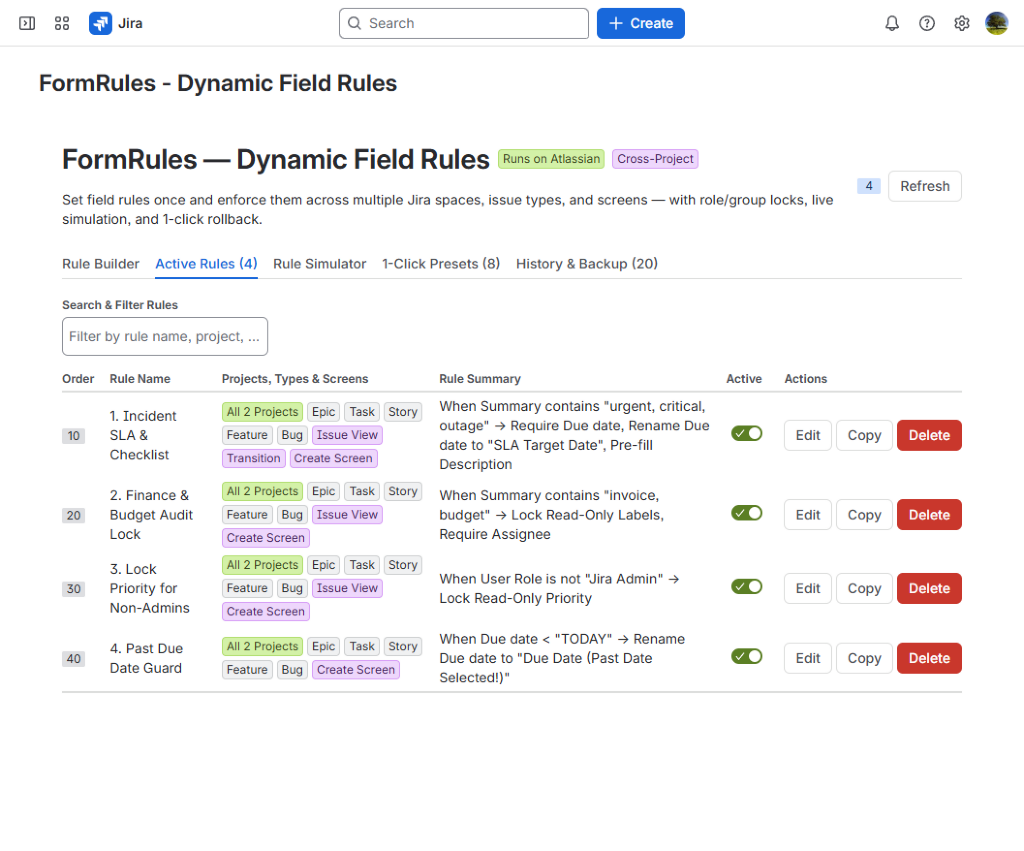 Jira
Search
Create
FormRules - Dynamic Field Rules
FormRules — Dynamic Field Rules Runs on Atlassian Cross-Project
Set field rules once and enforce them across multiple Jira spaces, issue types, and screens — with role/group locks, live
simulation, and 1-click rollback.
4 Refresh
Rule Builder Active Rules (4) Rule Simulator 1-Click Presets (8) History & Backup (20)
Search & Filter Rules
Filter by rule name, project, ...
Order Rule Name Projects, Types & Screens Rule Summary Active Actions
10
1. Incident
SLA &
Checklist
All 2 Projects Epic Task Story
Feature Bug Issue View
Transition Create Screen
When Summary contains "urgent, critical,
outage" → Require Due date, Rename Due
date to "SLA Target Date", Pre-fill
Description
Edit Copy Delete
20
2. Finance &
Budget Audit
Lock
All 2 Projects Epic Task Story
Feature Bug Issue View
Create Screen
When Summary contains "invoice,
budget" → Lock Read-Only Labels,
Require Assignee
Edit Copy Delete
30
3. Lock
Priority for
Non-Admins
All 2 Projects Epic Task Story
Feature Bug Issue View
Create Screen
When User Role is not "Jira Admin" →
Lock Read-Only Priority
Edit Copy Delete
40
4. Past Due
Date Guard
All 2 Projects Epic Task Story
Feature Bug Create Screen
When Due date < "TODAY" → Rename
Due date to "Due Date (Past Date
Selected!)"
Edit Copy Delete